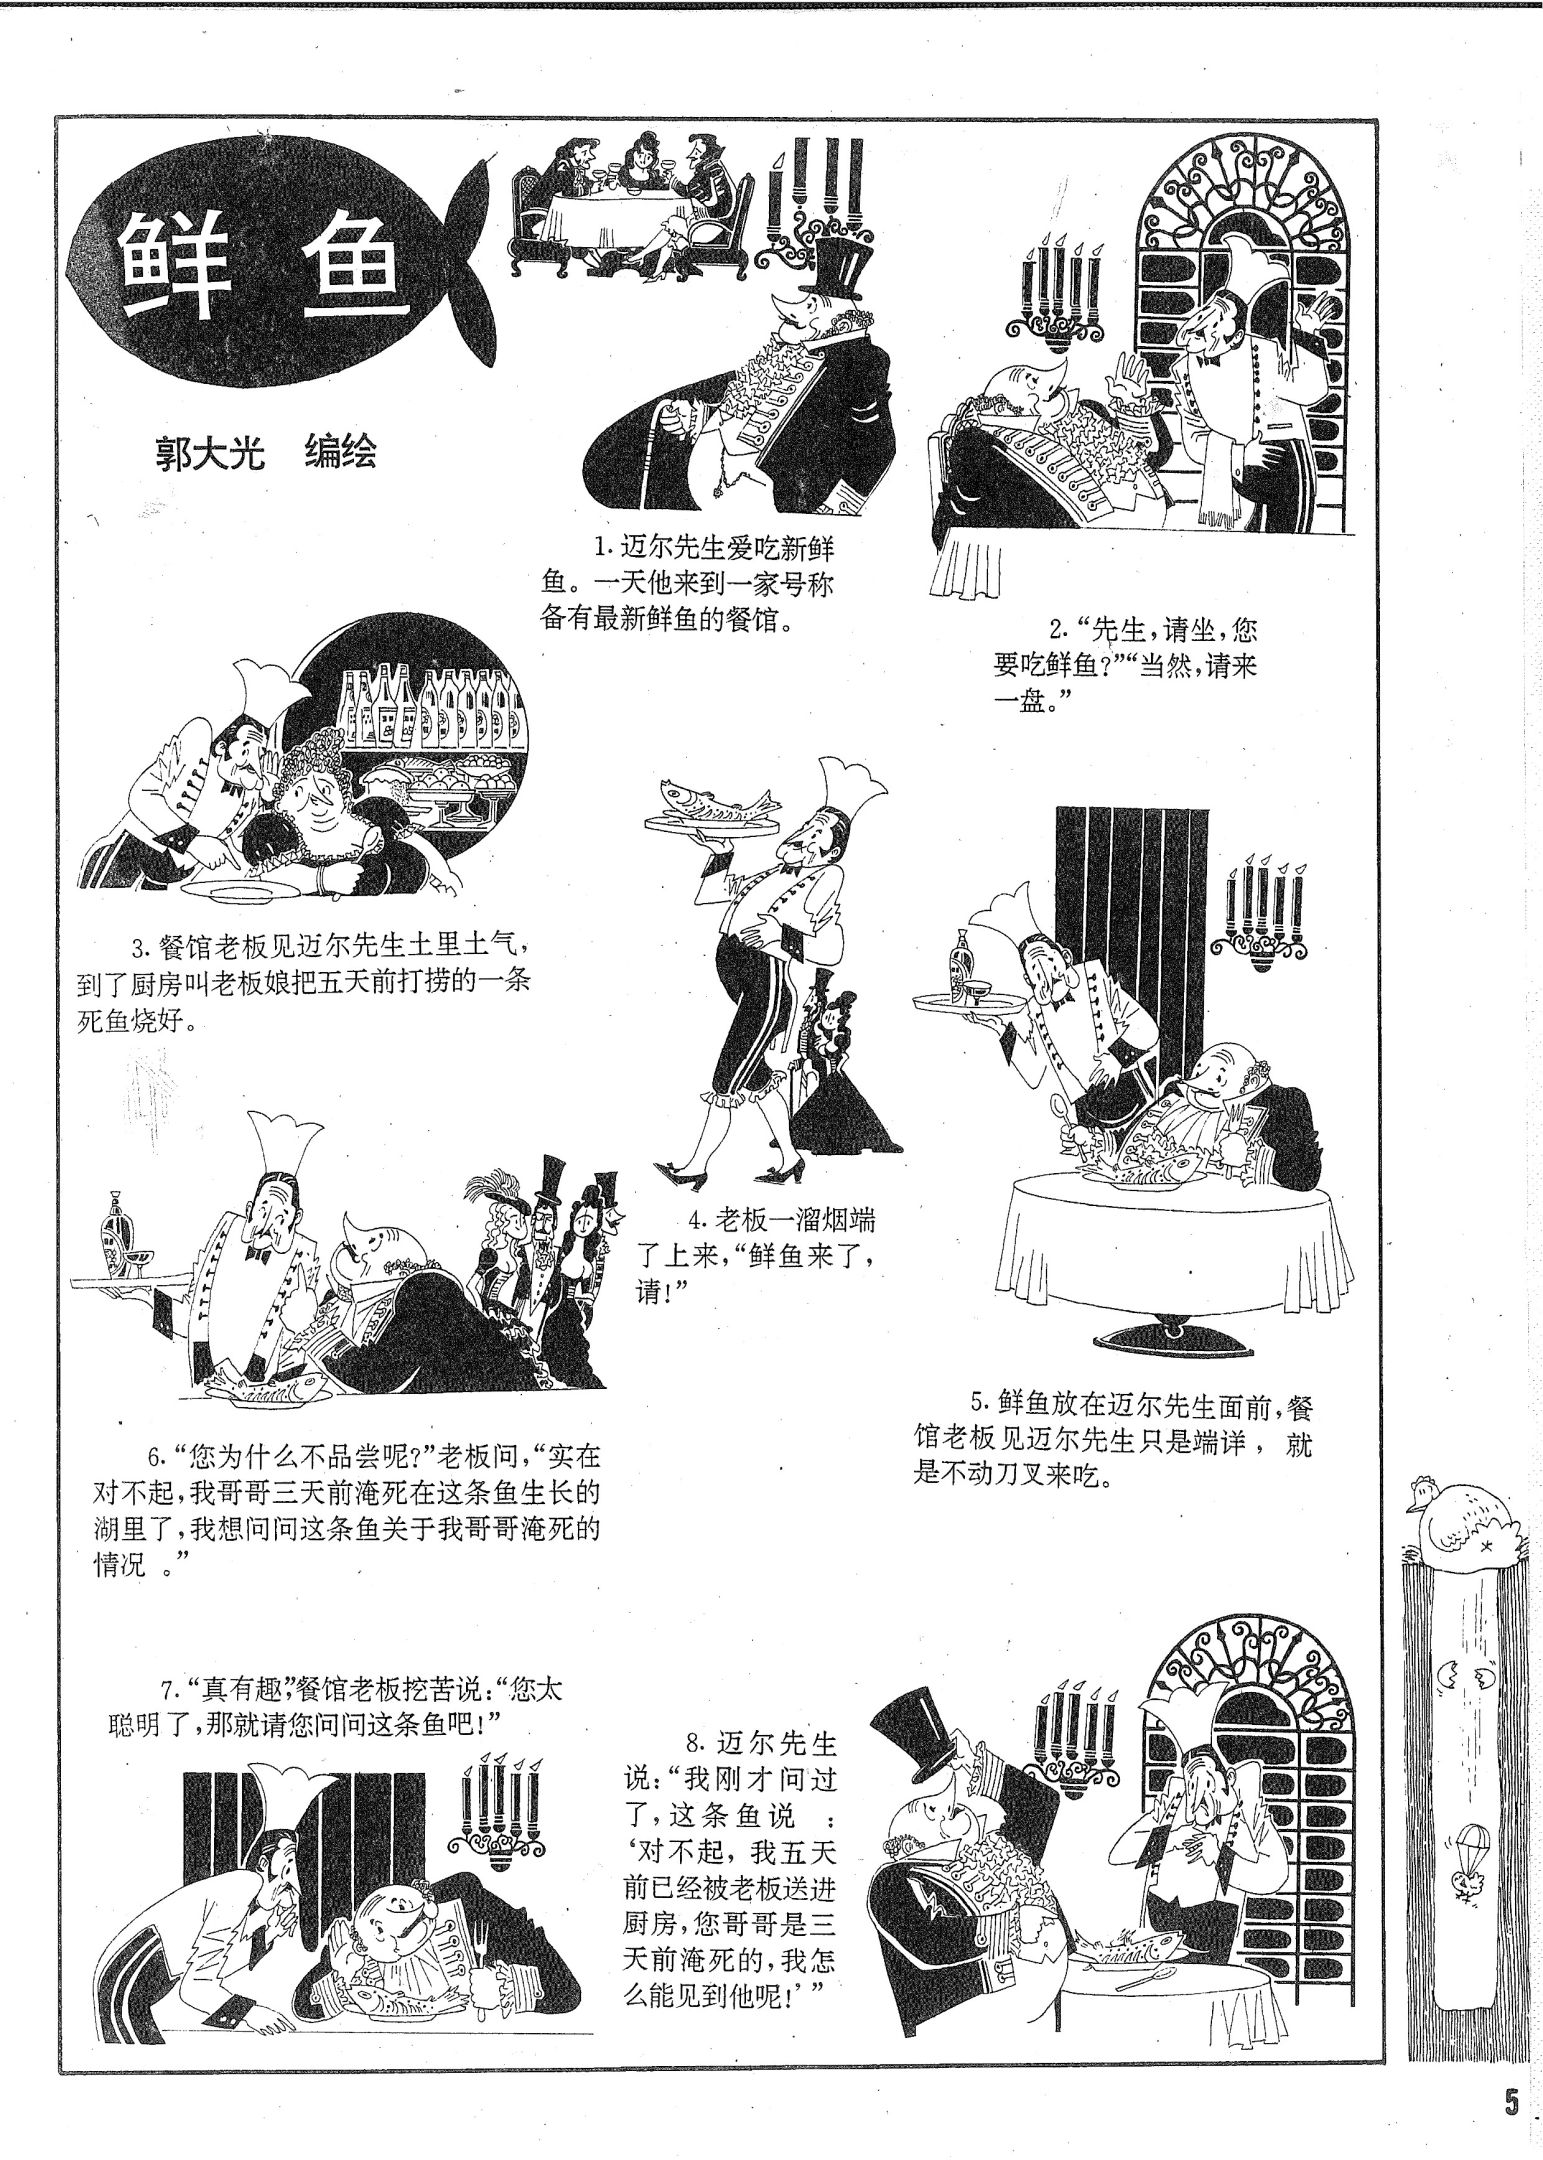 鲜鱼
郭大光 编绘
1. 迈尔先生爱吃新鲜
鱼。一天他来到一家号称
备有最新鲜鱼的餐馆。
2. “先生，请坐，您
要吃鲜鱼？”“当然，请来
一盘。”
3. 餐馆老板见迈尔先生土里土气，
到了厨房叫老板娘把五天前打捞的一条
死鱼烧好。
4. 老板一溜烟端
了上来，“鲜鱼来了，
请！”
5. 鲜鱼放在迈尔先生面前，餐
馆老板见迈尔先生只是端详，就
是不动刀叉来吃。
6. “您为什么不品尝呢？”老板问，“实在
对不起，我哥哥三天前淹死在这条鱼生长的
湖里了，我想问问这条鱼关于我哥哥淹死的
情况。”
7. “真有趣，”餐馆老板挖苦说：“您太
聪明了，那就请您问问这条鱼吧！”
8. 迈尔先生
说：“我刚才问过
了，这条鱼说：
‘对不起，我五天
前已经被老板送进
厨房，您哥哥是三
天前淹死的，我怎
么能见到他呢！’”
5